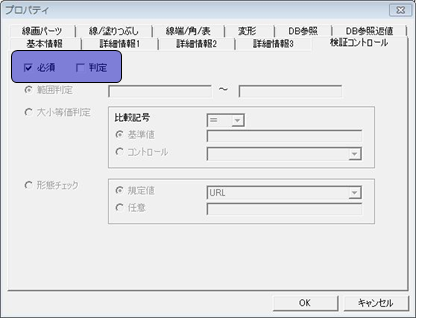 プロパティ
線画パーツ 線/塗りつぶし 線端/角/表 変形 DB参照 DB参照返値
基本情報 詳細情報1 詳細情報2 詳細情報3 検証コントロール
必須 判定
範囲判定 ～
大小等値判定 比較記号 ＝
基準値
コントロール
形態チェック 規定値 URL
任意
OK キャンセル